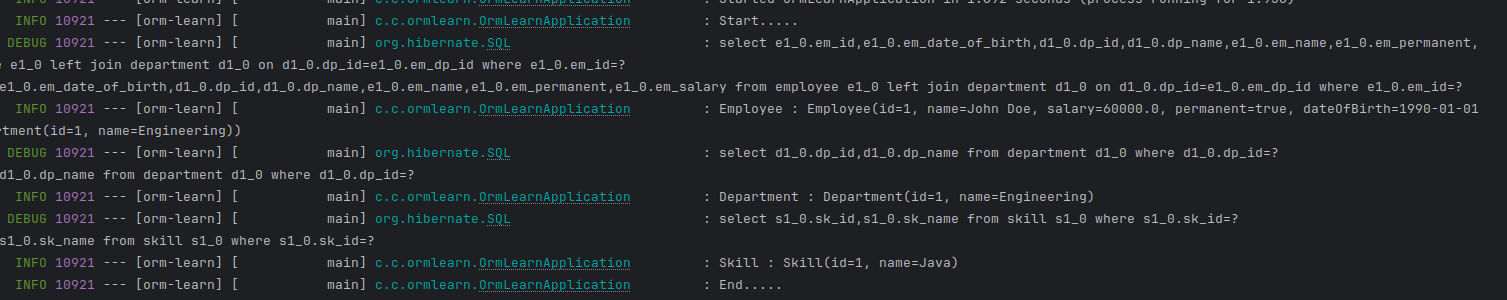 INFO 10921 --- [orm-learn] [           main] c.c.ormlearn.OrmLearnApplication         : Started OrmLearnApplication in 1.692 seconds (process running for
INFO 10921 --- [orm-learn] [           main] c.c.ormlearn.OrmLearnApplication         : Start.....
DEBUG 10921 --- [orm-learn] [           main] org.hibernate.SQL                        : select e1_0.em_id,e1_0.em_date_of_birth,d1_0.dp_id,d1_0.dp_name,e1_0.em_name,e1_0.em_permanent,
e1_0 left join department d1_0 on d1_0.dp_id=e1_0.em_dp_id where e1_0.em_id=?
e1_0.em_date_of_birth,d1_0.dp_id,d1_0.dp_name,e1_0.em_name,e1_0.em_permanent,e1_0.em_salary from employee e1_0 left join department d1_0 on d1_0.dp_id=e1_0.em_dp_id where e1_0.em_id=?
INFO 10921 --- [orm-learn] [           main] c.c.ormlearn.OrmLearnApplication         : Employee : Employee(id=1, name=John Doe, salary=60000.0, permanent=true, dateOfBirth=1990-01-01
rtment(id=1, name=Engineering))
DEBUG 10921 --- [orm-learn] [           main] org.hibernate.SQL                        : select d1_0.dp_id,d1_0.dp_name from department d1_0 where d1_0.dp_id=?
d1_0.dp_name from department d1_0 where d1_0.dp_id=?
INFO 10921 --- [orm-learn] [           main] c.c.ormlearn.OrmLearnApplication         : Department : Department(id=1, name=Engineering)
DEBUG 10921 --- [orm-learn] [           main] org.hibernate.SQL                        : select s1_0.sk_id,s1_0.sk_name from skill s1_0 where s1_0.sk_id=?
s1_0.sk_name from skill s1_0 where s1_0.sk_id=?
INFO 10921 --- [orm-learn] [           main] c.c.ormlearn.OrmLearnApplication         : Skill : Skill(id=1, name=Java)
INFO 10921 --- [orm-learn] [           main] c.c.ormlearn.OrmLearnApplication         : End.....